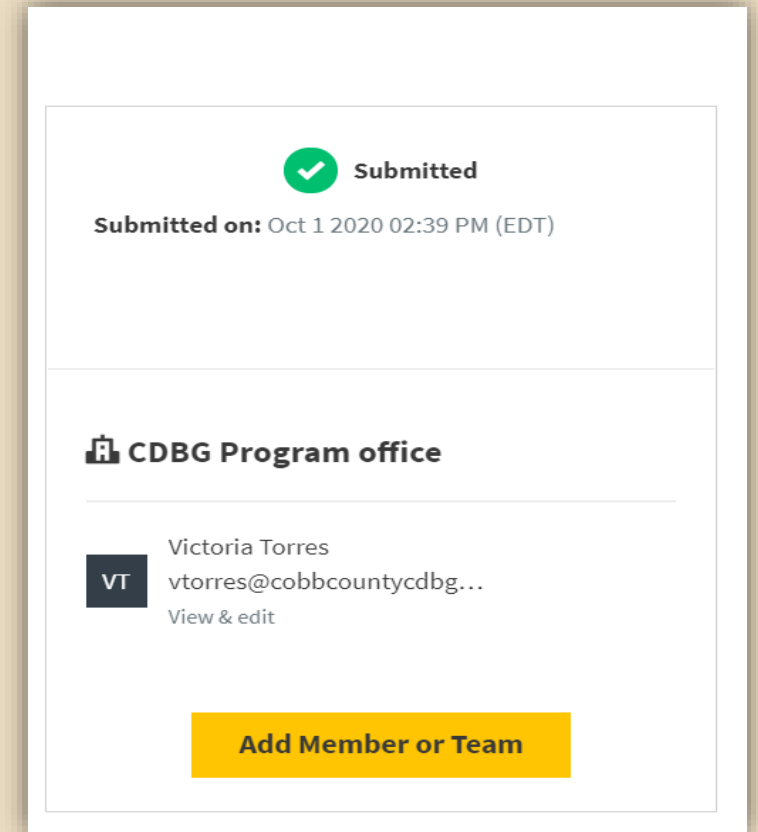 Submitted
Submitted on: Oct 1 2020 02:39 PM (EDT)
CDBG Program office
Victoria Torres
VT
vtorres@cobbcountycdbg...
View & edit
Add Member or Team